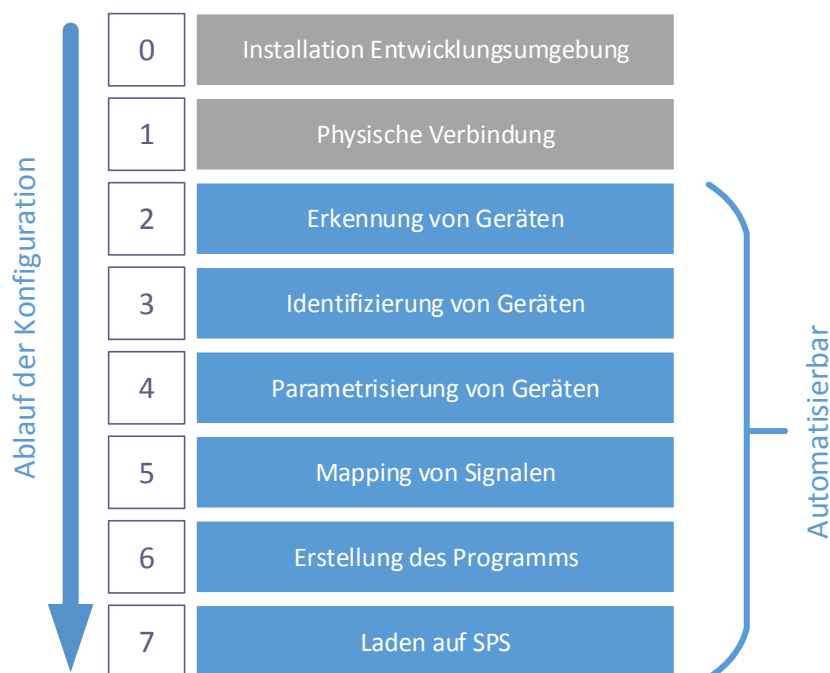 Ablauf der Konfiguration
0 Installation Entwicklungsumgebung
1 Physische Verbindung
2 Erkennung von Geräten
3 Identifizierung von Geräten
4 Parametrisierung von Geräten
5 Mapping von Signalen
6 Erstellung des Programms
7 Laden auf SPS
Automatisierbar